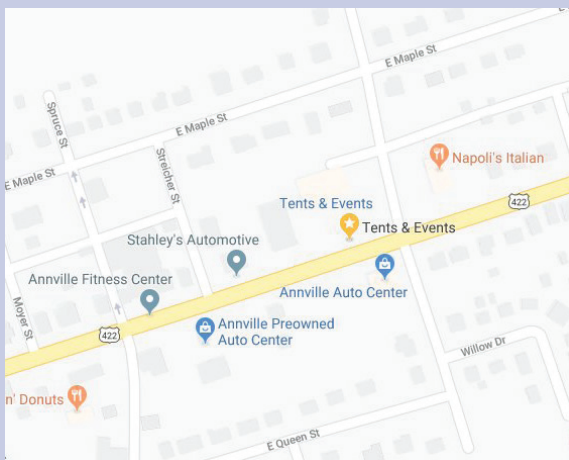 E
E Maple St
Spruce St
E Maple St
Streicher St
Napoli's Italian
E Maple St
422
Tents & Events
Tents & Events
Stahley's Automotive
Annville Fitness Center
Annville Auto Center
Moyer St
Annville Preowned
Auto Center
422
Willow Dr
n' Donuts
E Queen St